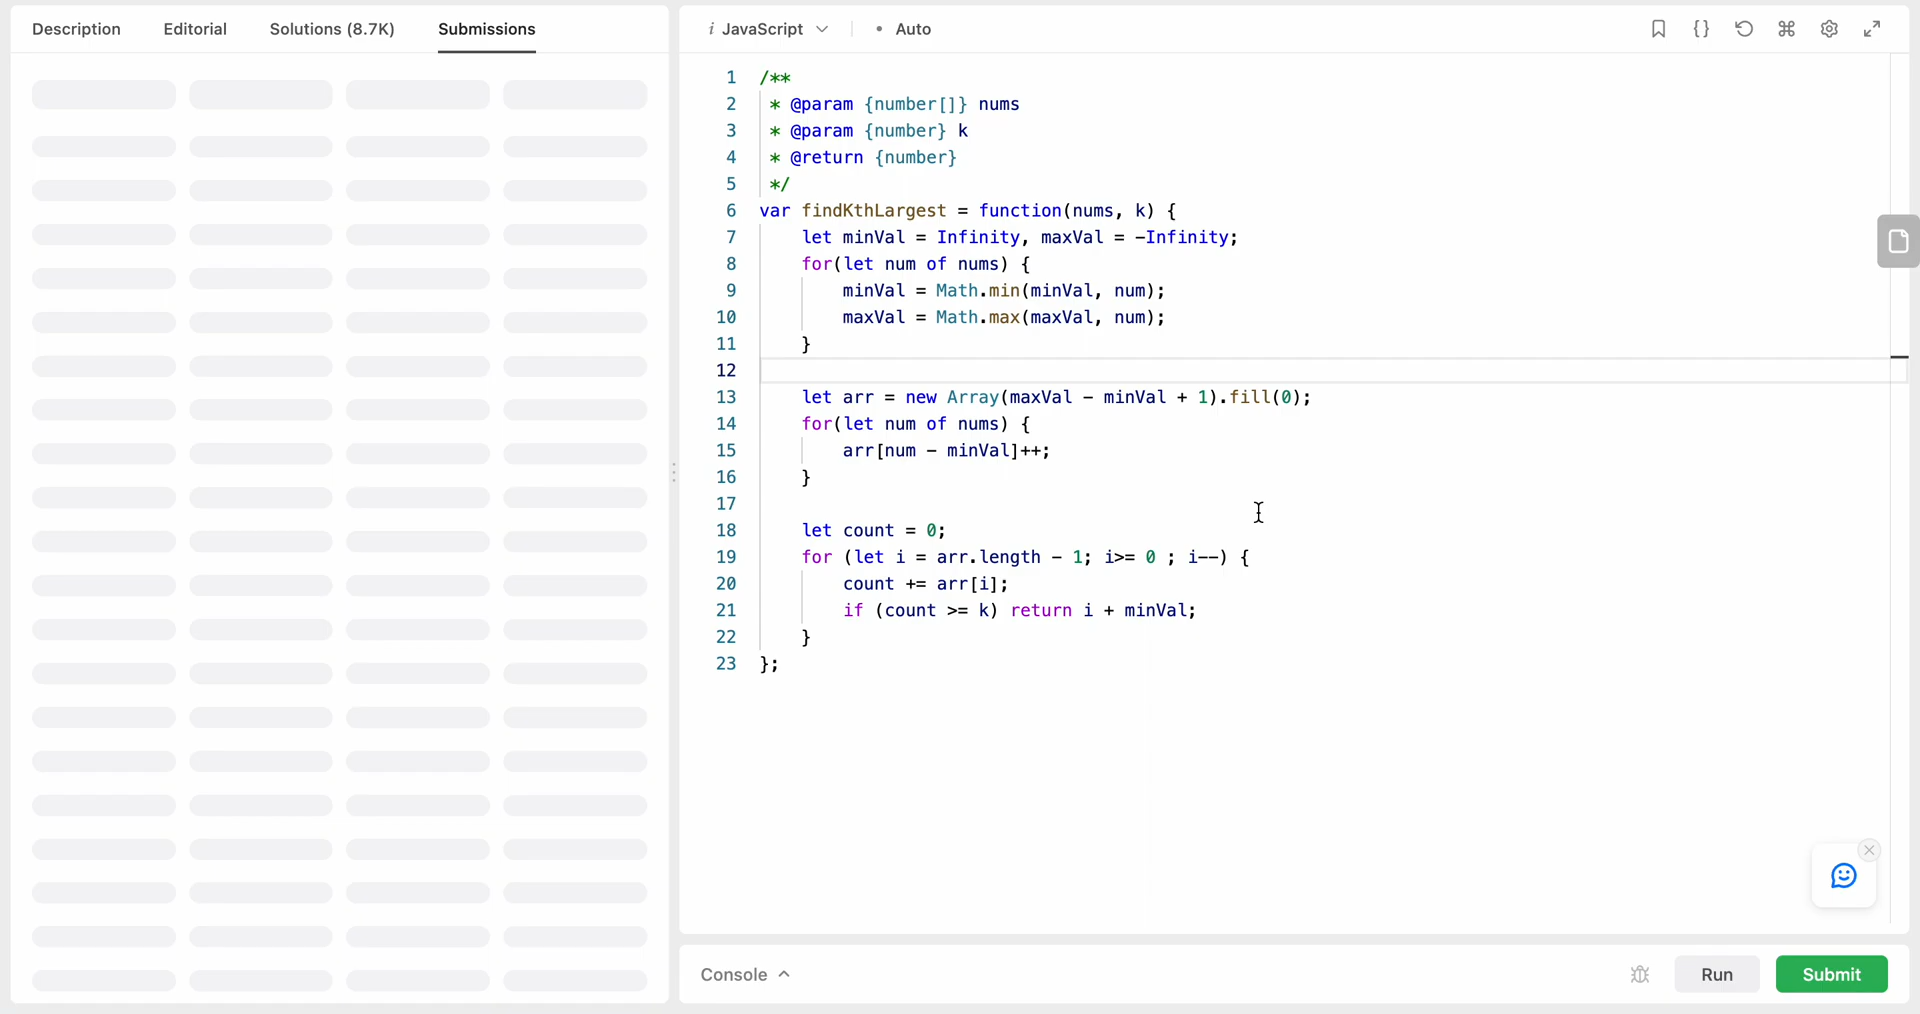 Description Editorial Solutions (8.7K) Submissions
i JavaScript • Auto
1 /**
2 * @param {number[]} nums
3 * @param {number} k
4 * @return {number}
5 */
6 var findKthLargest = function(nums, k) {
7 let minVal = Infinity, maxVal = -Infinity;
8 for(let num of nums) {
9 minVal = Math.min(minVal, num);
10 maxVal = Math.max(maxVal, num);
11 }
12
13 let arr = new Array(maxVal - minVal + 1).fill(0);
14 for(let num of nums) {
15 arr[num - minVal]++;
16 }
17
18 let count = 0;
19 for (let i = arr.length - 1; i>= 0 ; i--) {
20 count += arr[i];
21 if (count >= k) return i + minVal;
22 }
23 };
Console Run Submit